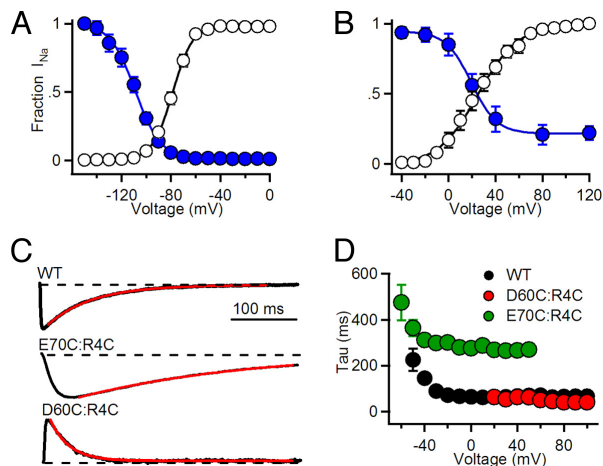 A
B
1
.5
0
Fraction I_Na
-120
-80
-40
0
Voltage (mV)
1
.5
0
-40
0
40
80
120
Voltage (mV)
C
D
WT
100 ms
E70C:R4C
D60C:R4C
600
400
200
0
Tau (ms)
WT
D60C:R4C
E70C:R4C
-40
0
40
80
Voltage (mV)